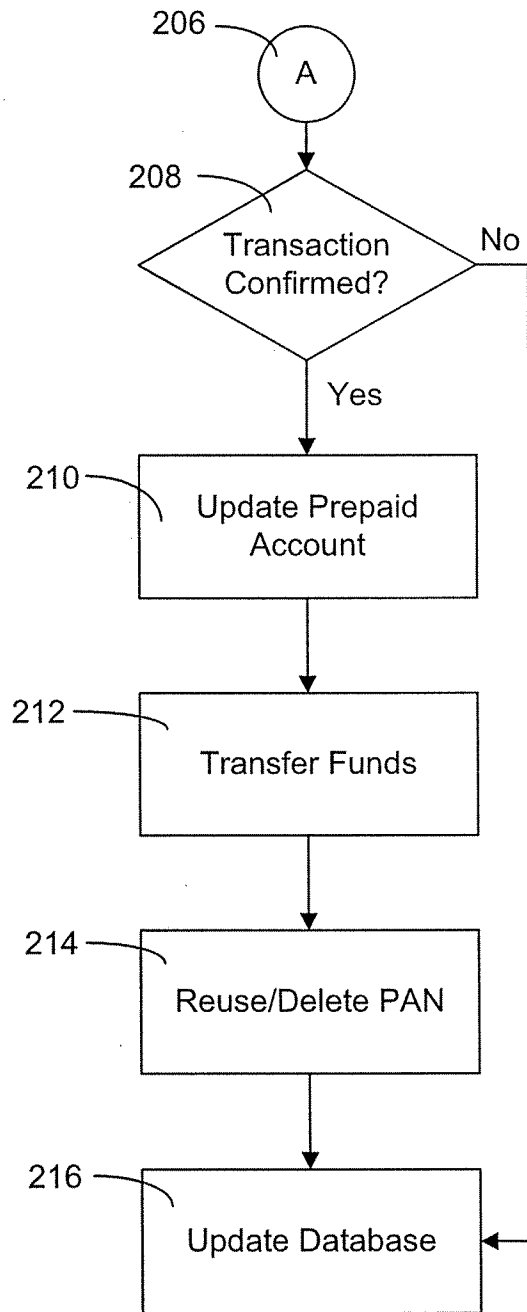 206
A
208
Transaction
Confirmed?
No
Yes
210
Update Prepaid
Account
212
Transfer Funds
214
Reuse/Delete PAN
216
Update Database